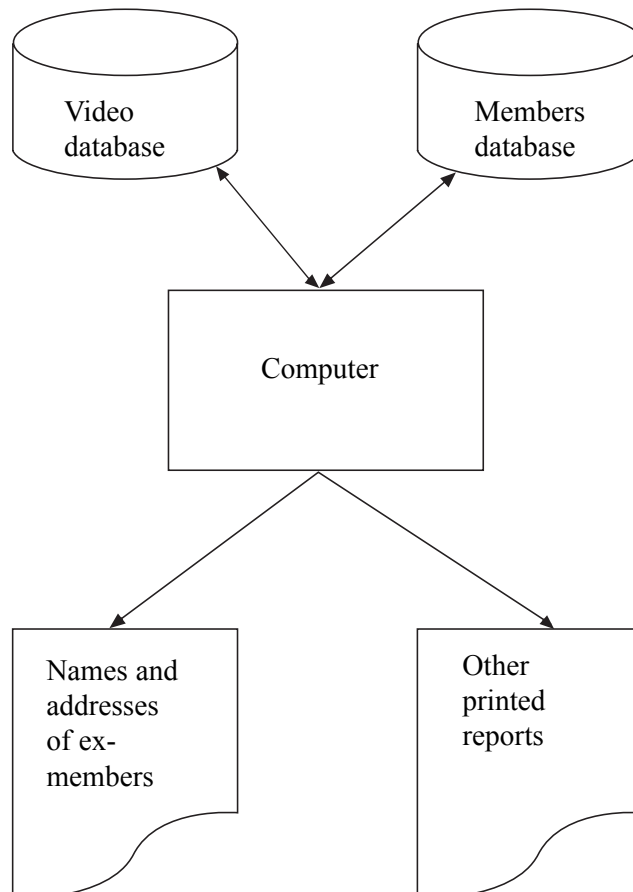 Video
database
Members
database
Computer
Names and
addresses
of ex-
members
Other
printed
reports